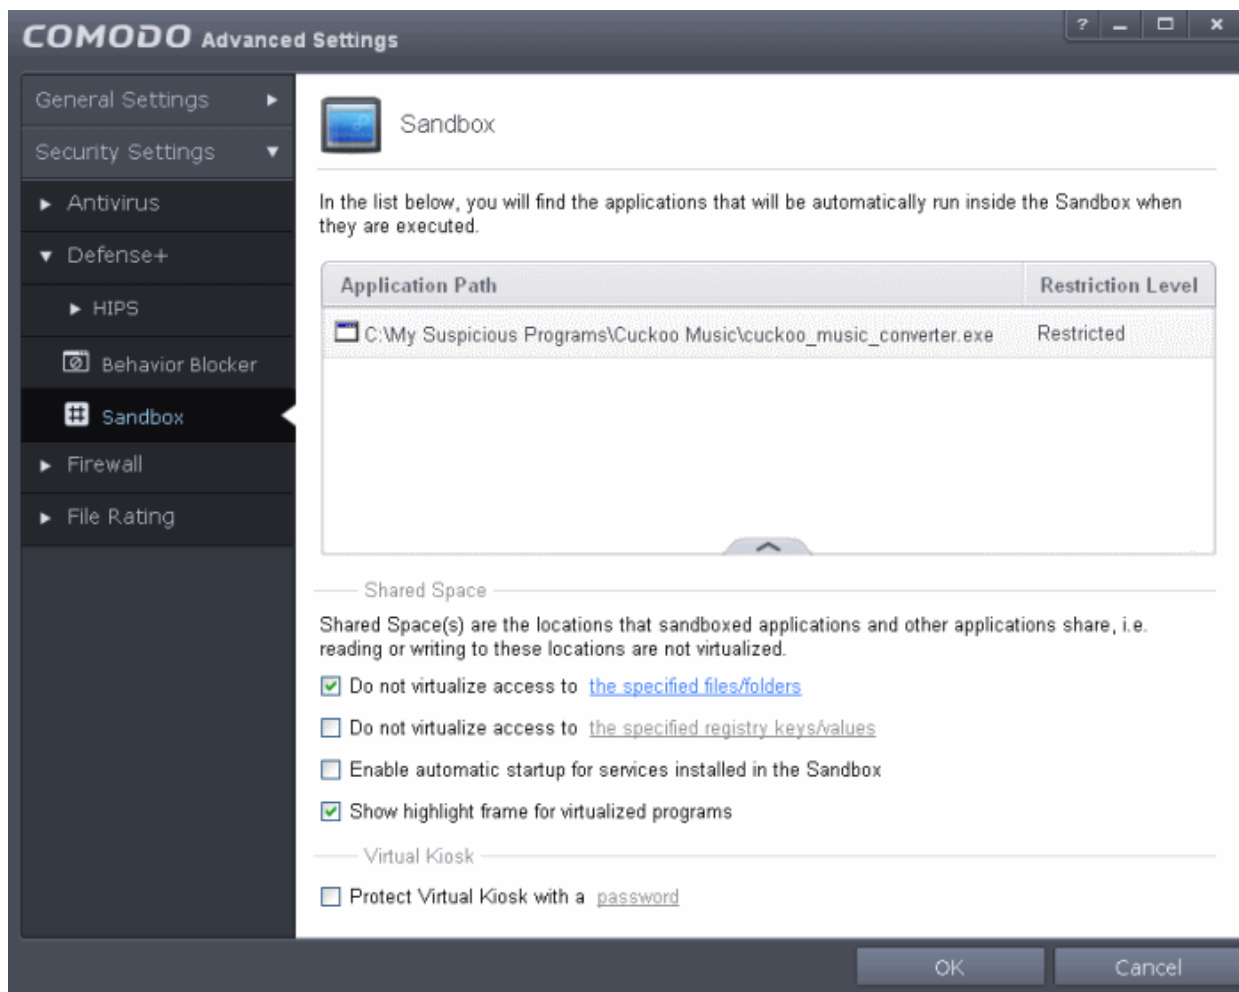 COMODO Advanced Settings
?
General Settings
Security Settings
Antivirus
Defense+
HIPS
Behavior Blocker
Sandbox
Firewall
File Rating
Sandbox
In the list below, you will find the applications that will be automatically run inside the Sandbox when
they are executed.
Application Path Restriction Level
C:\My Suspicious Programs\Cuckoo Music\cuckoo_music_converter.exe Restricted
Shared Space
Shared Space(s) are the locations that sandboxed applications and other applications share, i.e.
reading or writing to these locations are not virtualized.
Do not virtualize access to the specified files/folders
Do not virtualize access to the specified registry keys/values
Enable automatic startup for services installed in the Sandbox
Show highlight frame for virtualized programs
Virtual Kiosk
Protect Virtual Kiosk with a password
OK Cancel